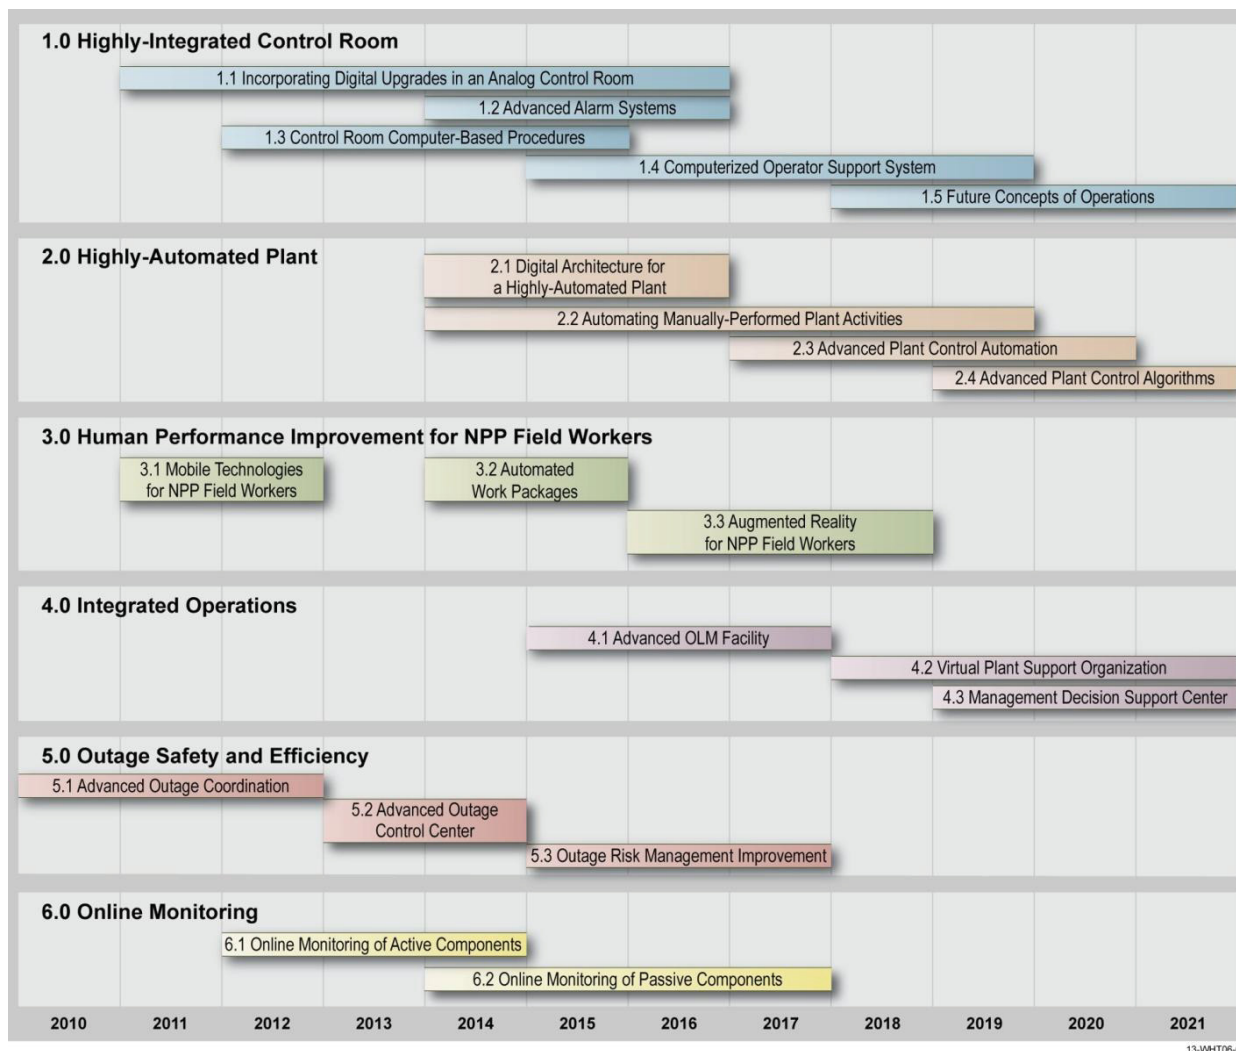 1.0 Highly-Integrated Control Room
1.1 Incorporating Digital Upgrades in an Analog Control Room
1.2 Advanced Alarm Systems
1.3 Control Room Computer-Based Procedures
1.4 Computerized Operator Support System
1.5 Future Concepts of Operations
2.0 Highly-Automated Plant
2.1 Digital Architecture for
a Highly-Automated Plant
2.2 Automating Manually-Performed Plant Activities
2.3 Advanced Plant Control Automation
2.4 Advanced Plant Control Algorithms
3.0 Human Performance Improvement for NPP Field Workers
3.1 Mobile Technologies
for NPP Field Workers
3.2 Automated
Work Packages
3.3 Augmented Reality
for NPP Field Workers
4.0 Integrated Operations
4.1 Advanced OLM Facility
4.2 Virtual Plant Support Organization
4.3 Management Decision Support Center
5.0 Outage Safety and Efficiency
5.1 Advanced Outage Coordination
5.2 Advanced Outage
Control Center
5.3 Outage Risk Management Improvement
6.0 Online Monitoring
6.1 Online Monitoring of Active Components
6.2 Online Monitoring of Passive Components
2010 2011 2012 2013 2014 2015 2016 2017 2018 2019 2020 2021